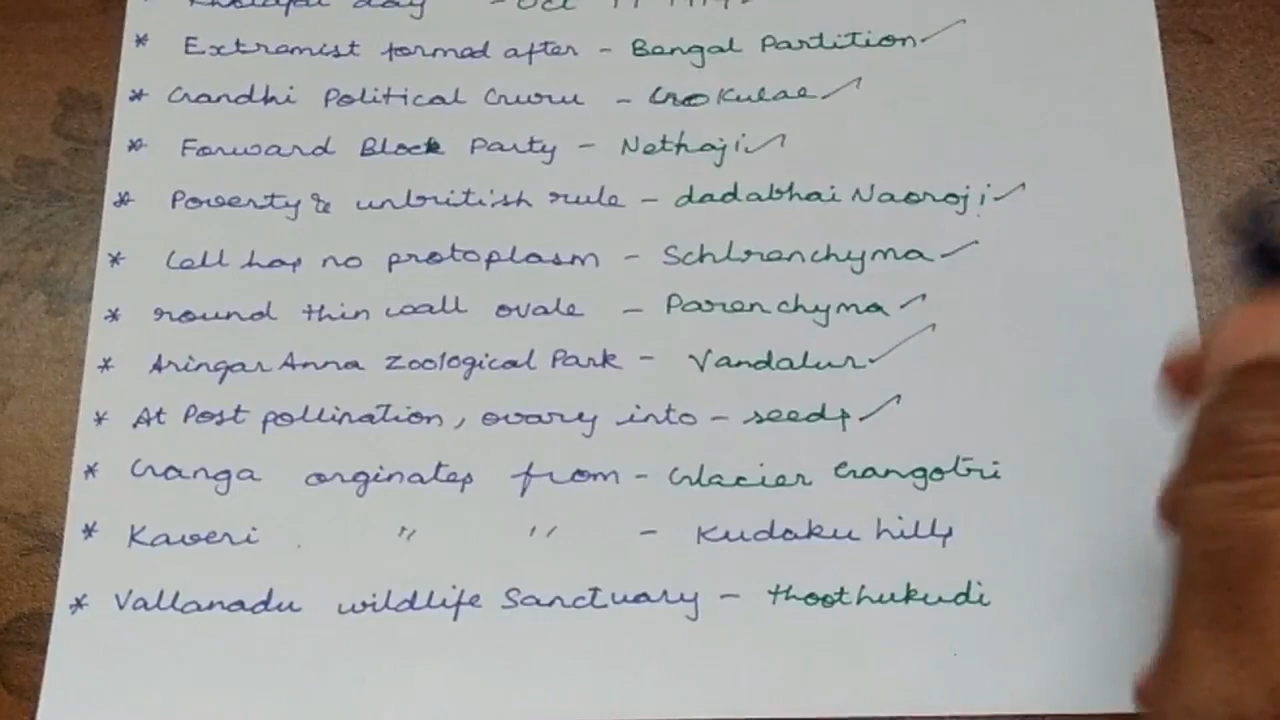 * Extremist formed after - Bengal Partition
* Gandhi Political Guru - Gokulae
* Forward Block Party - Nethaji
* Poverty & unbritish rule - dadabhai Naoroji
* Cell has no protoplasm - Schlrenchyma
* round thin wall ovale - Parenchyma
* Aringar Anna Zoological Park - Vandalur
* At Post pollination, ovary into - seeds
* Ganga orginates from - Glacier Gangotri
* Kaveri " " - Kudaku hills
* Vallanadu wildlife Sanctuary - thoothukudi